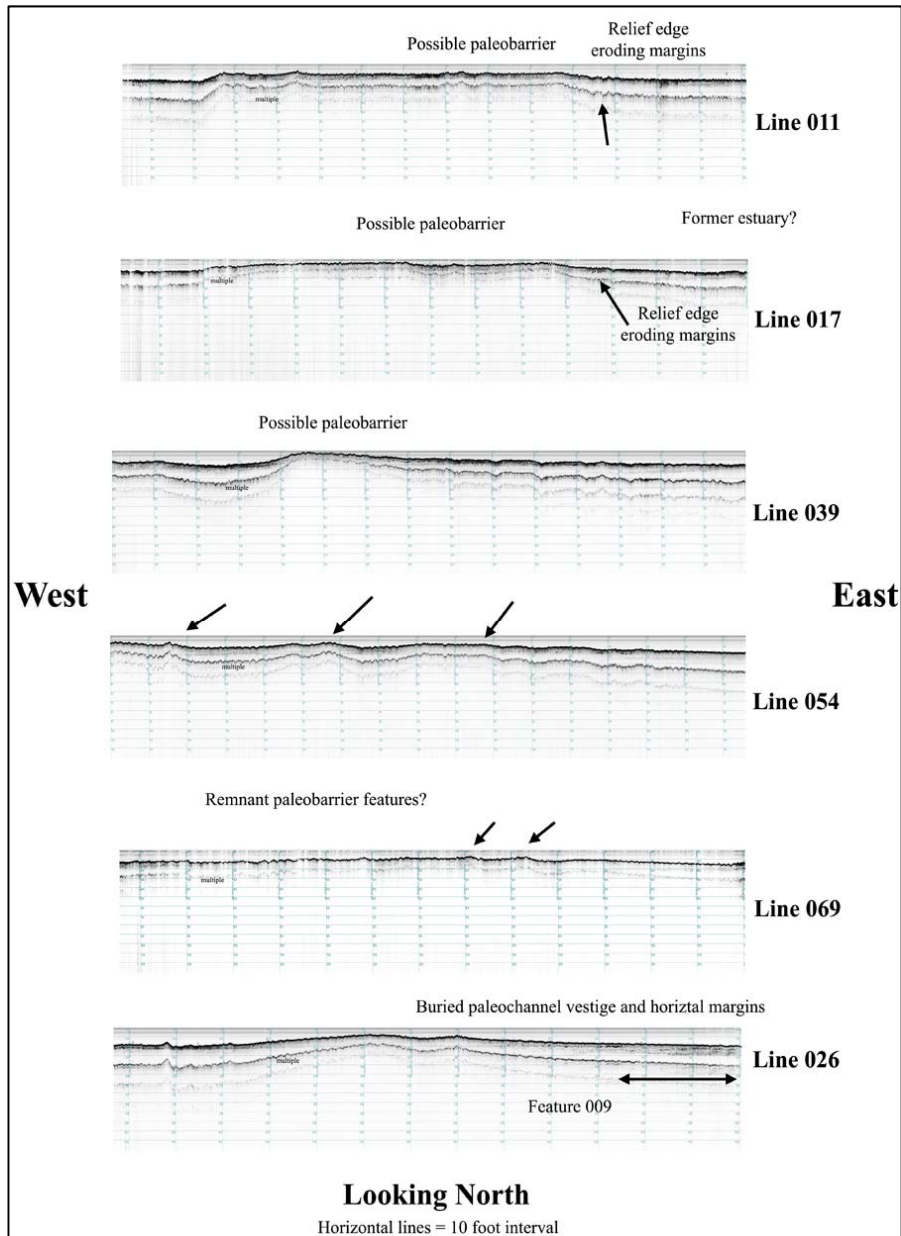 Possible paleobarrier
Relief edge
eroding margins
multiple
Line 011
Possible paleobarrier
Former estuary?
multiple
Relief edge
eroding margins
Line 017
Possible paleobarrier
multiple
Line 039
West
East
multiple
Line 054
Remnant paleobarrier features?
multiple
Line 069
Buried paleochannel vestige and horiztal margins
multiple
Line 026
Feature 009
Looking North
Horizontal lines = 10 foot interval